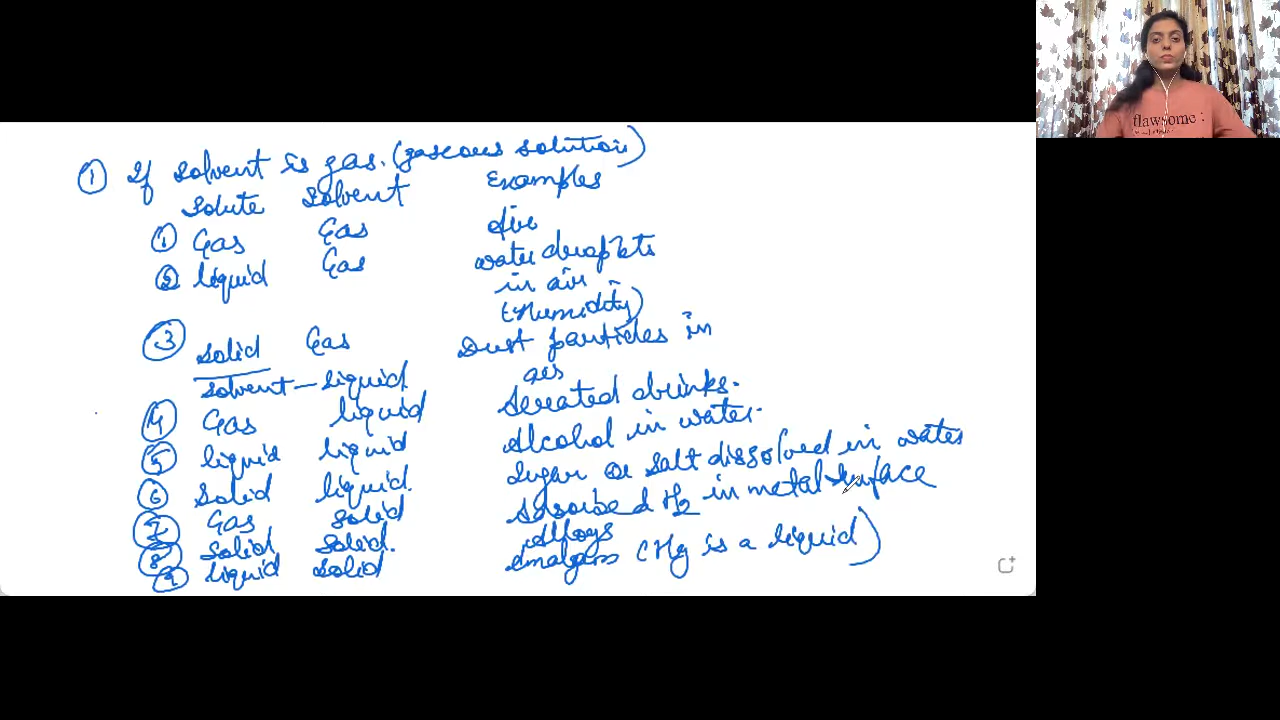 ① If solvent is gas. (gaseous solution)
Solute Solvent Examples
① Gas Gas Air
② liquid Gas water droplets
in air
(Humidity)
③ Solid Gas Dust particles in
air
Solvent - liquid
④ Gas liquid Aerated drinks.
⑤ liquid liquid Alcohol in water.
⑥ Solid liquid. Sugar or salt dissolved in water
⑦ Gas Solid Adsorbed H2 in metal surface
⑧ Solid Solid. Alloys
⑨ liquid Solid Amalgam (Hg is a liquid)
flawsome :